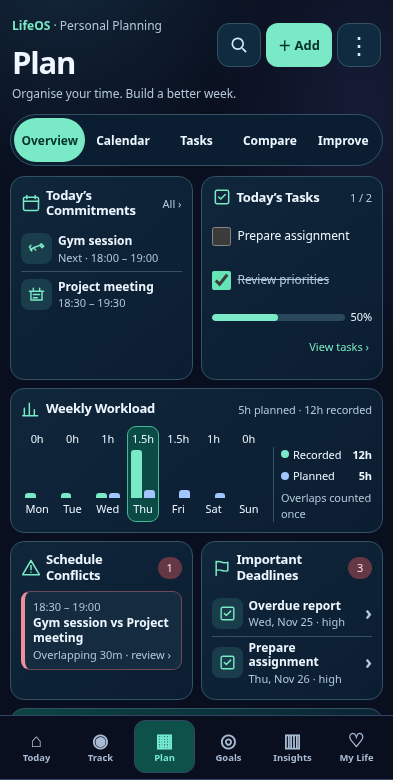 LifeOS · Personal Planning
Plan
Organise your time. Build a better week.
+ Add
Overview Calendar Tasks Compare Improve
Today's Commitments
All ›
Gym session
Next · 18:00 – 19:00
Project meeting
18:30 – 19:30
Today's Tasks
1 / 2
Prepare assignment
Review priorities
50%
View tasks ›
Weekly Workload
5h planned · 12h recorded
0h 0h 1h 1.5h 1.5h 1h 0h
Mon Tue Wed Thu Fri Sat Sun
Recorded 12h
Planned 5h
Overlaps counted
once
Schedule
Conflicts
1
18:30 – 19:00
Gym session vs Project
meeting
Overlapping 30m · review ›
Important
Deadlines
3
Overdue report
Wed, Nov 25 · high
Prepare
assignment
Thu, Nov 26 · high
Today Track Plan Goals Insights My Life